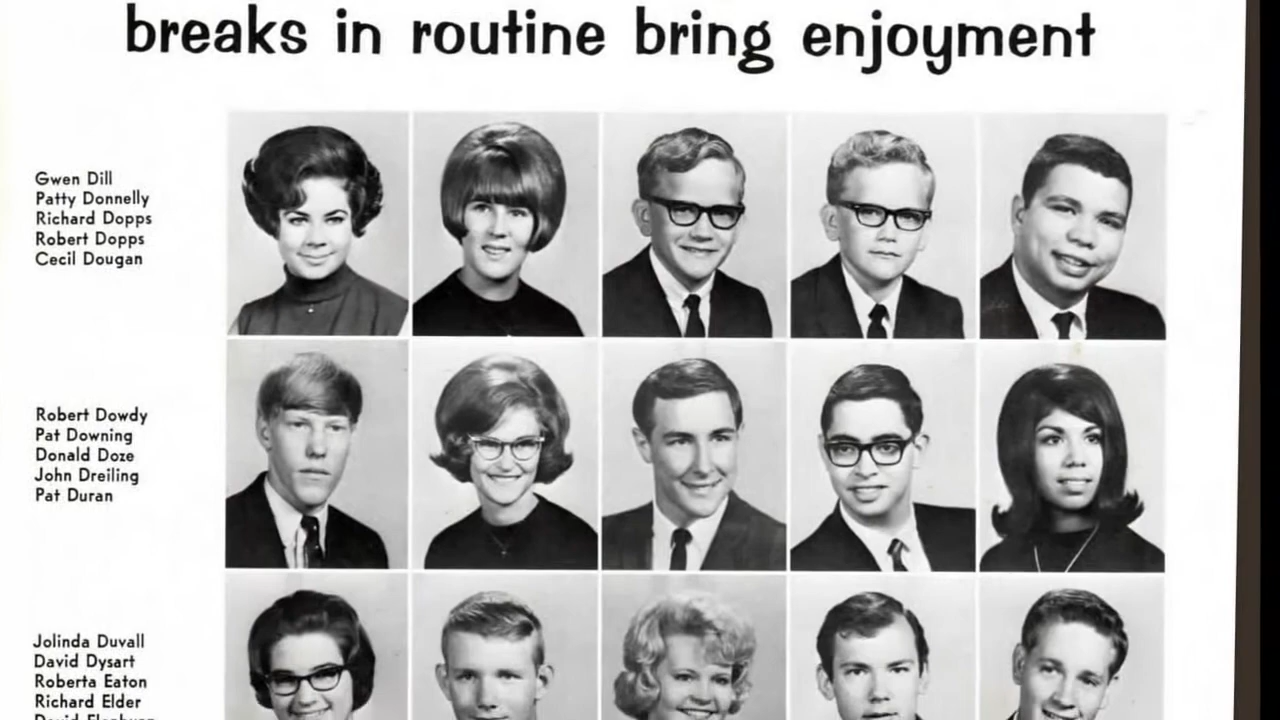 breaks in routine bring enjoyment
Gwen Dill
Patty Donnelly
Richard Dopps
Robert Dopps
Cecil Dougan
Robert Dowdy
Pat Downing
Donald Doze
John Dreiling
Pat Duran
Jolinda Duvall
David Dysart
Roberta Eaton
Richard Elder
David